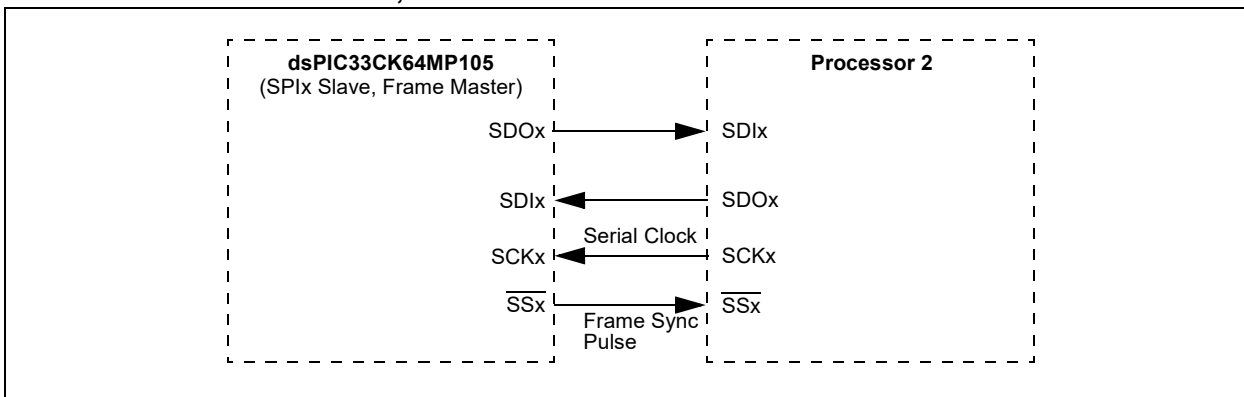 dsPIC33CK64MP105
(SPIx Slave, Frame Master)
Processor 2
SDOx
SDIx
SDIx
SDOx
Serial Clock
SCKx
SCKx
SSx
SSx
Frame Sync
Pulse